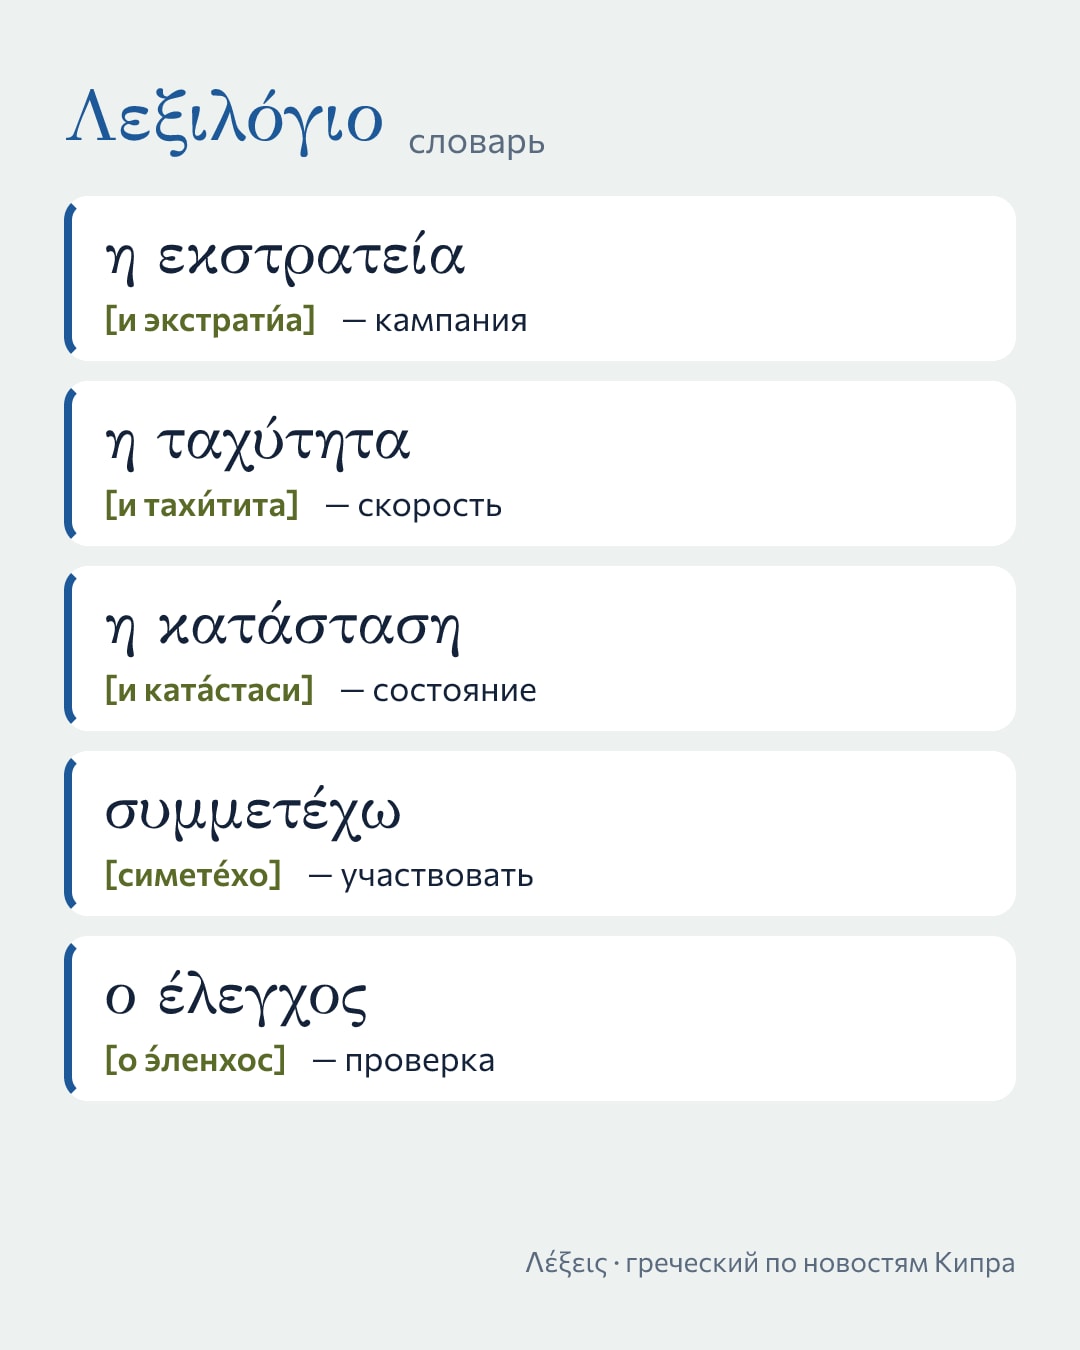 Λεξιλόγιο словарь
η εκστρατεία
[и экстрати́а] — кампания
η ταχύτητα
[и тахи́тита] — скорость
η κατάσταση
[и ката́стаси] — состояние
συμμετέχω
[симете́хо] — участвовать
ο έλεγχος
[о э́ленхос] — проверка
Λέξεις · греческий по новостям Кипра